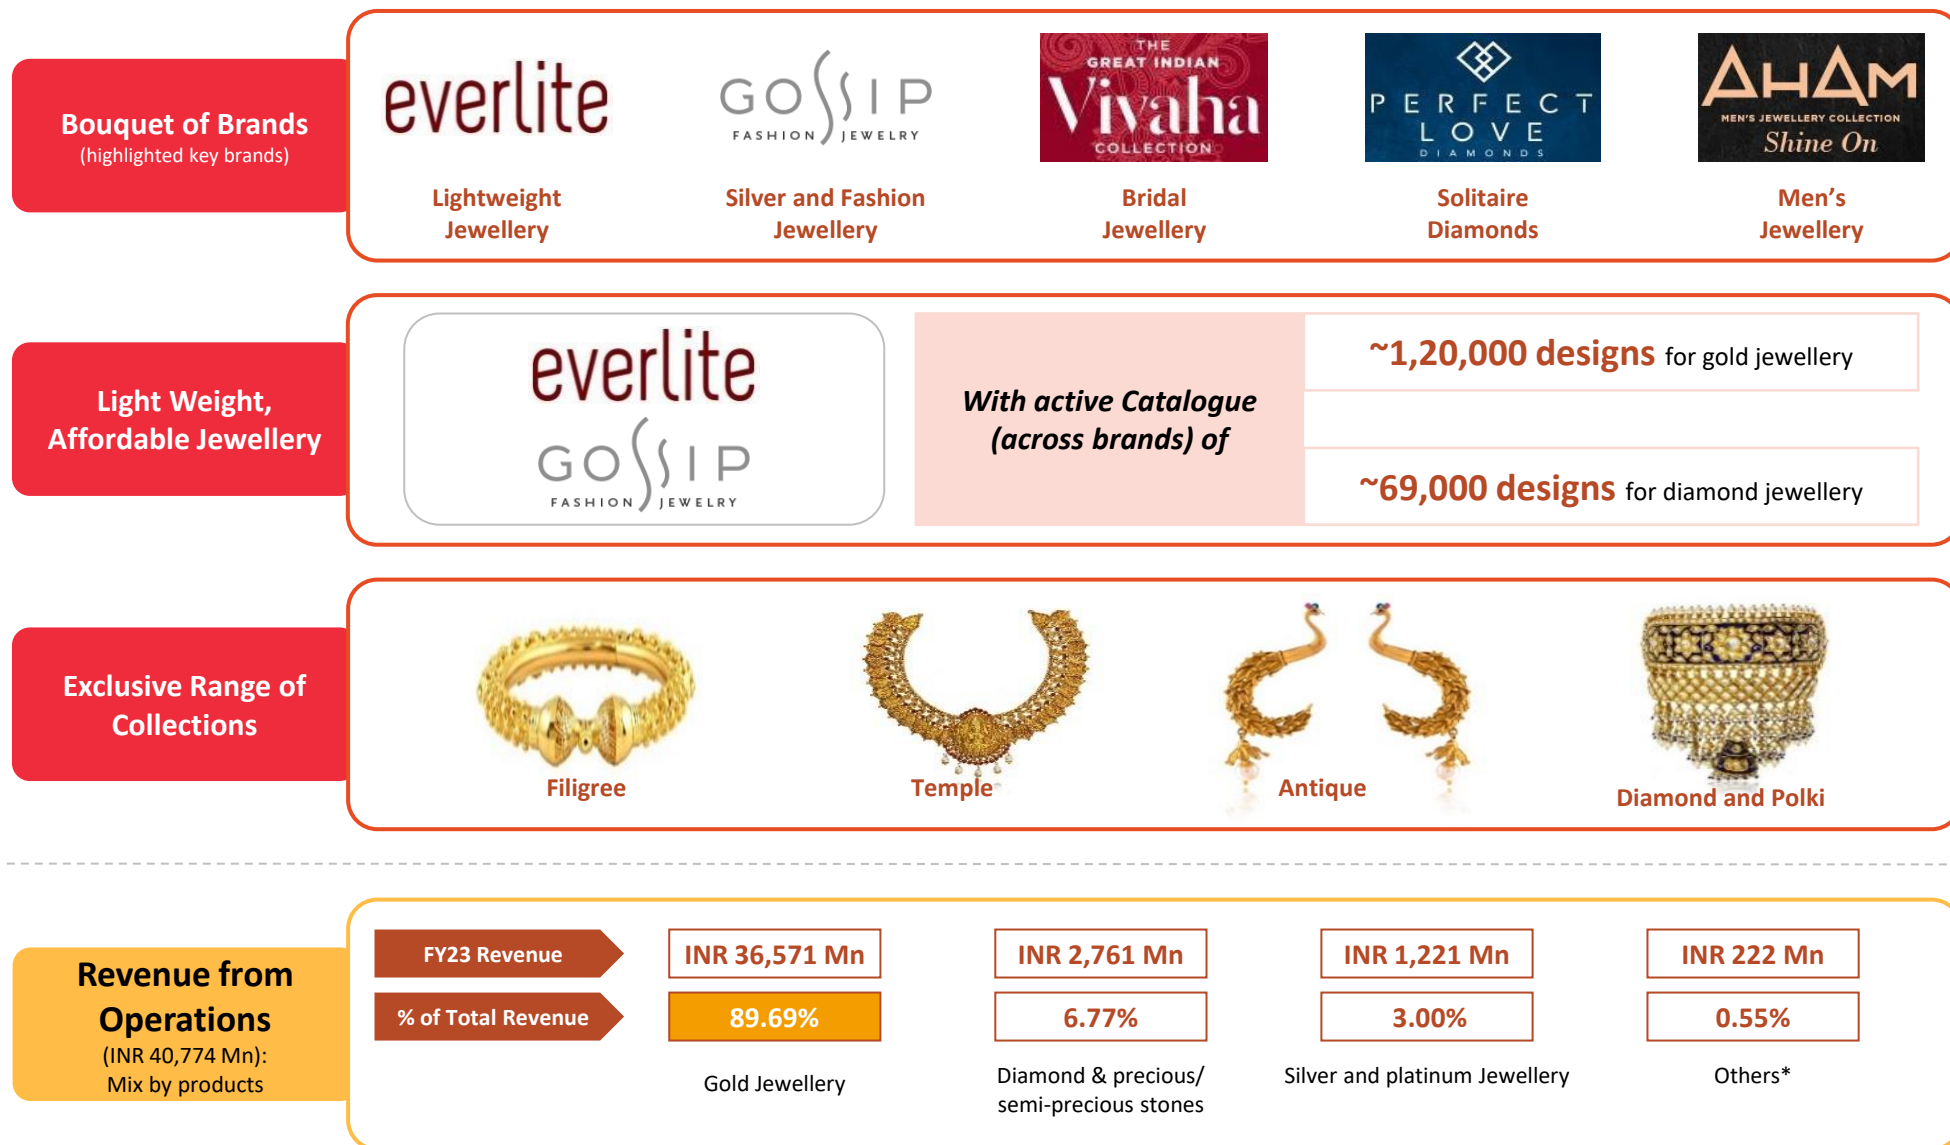 Bouquet of Brands
(highlighted key brands)
everlite
GOSSIP
FASHION JEWELRY
THE
GREAT INDIAN
Vivaha
COLLECTION
PERFECT
LOVE
DIAMONDS
AHAM
MEN'S JEWELLERY COLLECTION
Shine On
Lightweight
Jewellery
Silver and Fashion
Jewellery
Bridal
Jewellery
Solitaire
Diamonds
Men’s
Jewellery
Light Weight,
Affordable Jewellery
everlite
GOSSIP
FASHION JEWELRY
With active Catalogue
(across brands) of
~1,20,000 designs for gold jewellery
~69,000 designs for diamond jewellery
Exclusive Range of
Collections
Filigree
Temple
Antique
Diamond and Polki
Revenue from
Operations
(INR 40,774 Mn):
Mix by products
FY23 Revenue
INR 36,571 Mn
INR 2,761 Mn
INR 1,221 Mn
INR 222 Mn
% of Total Revenue
89.69%
6.77%
3.00%
0.55%
Gold Jewellery
Diamond & precious/
semi-precious stones
Silver and platinum Jewellery
Others*